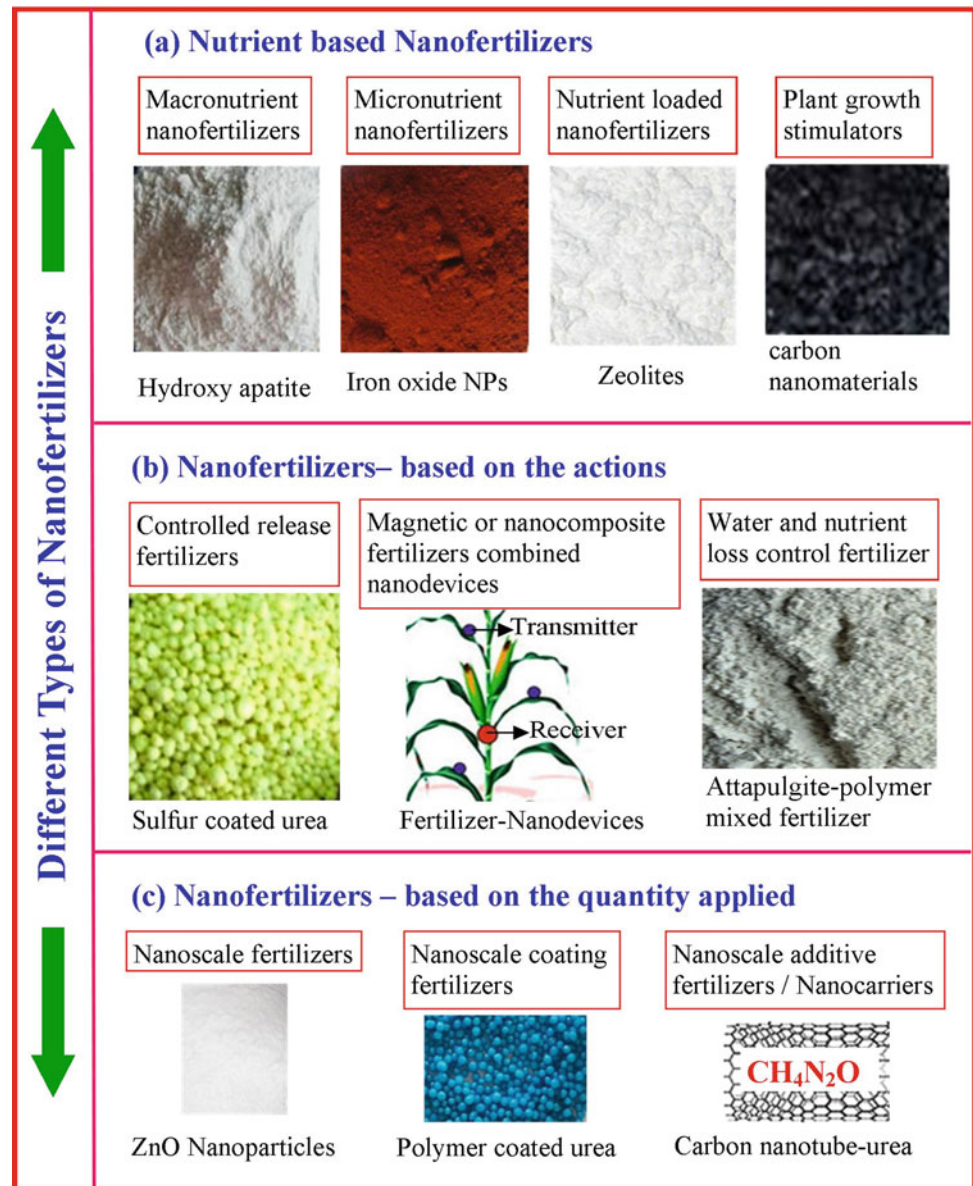 Different Types of Nanofertilizers
(a) Nutrient based Nanofertilizers
Macronutrient
nanofertilizers
Micronutrient
nanofertilizers
Nutrient loaded
nanofertilizers
Plant growth
stimulators
Hydroxy apatite
Iron oxide NPs
Zeolites
carbon
nanomaterials
(b) Nanofertilizers– based on the actions
Controlled release
fertilizers
Magnetic or nanocomposite
fertilizers combined
nanodevices
Water and nutrient
loss control fertilizer
Transmitter
Receiver
Sulfur coated urea
Fertilizer-Nanodevices
Attapulgite-polymer
mixed fertilizer
(c) Nanofertilizers – based on the quantity applied
Nanoscale fertilizers
Nanoscale coating
fertilizers
Nanoscale additive
fertilizers / Nanocarriers
CH₄N₂O
ZnO Nanoparticles
Polymer coated urea
Carbon nanotube-urea